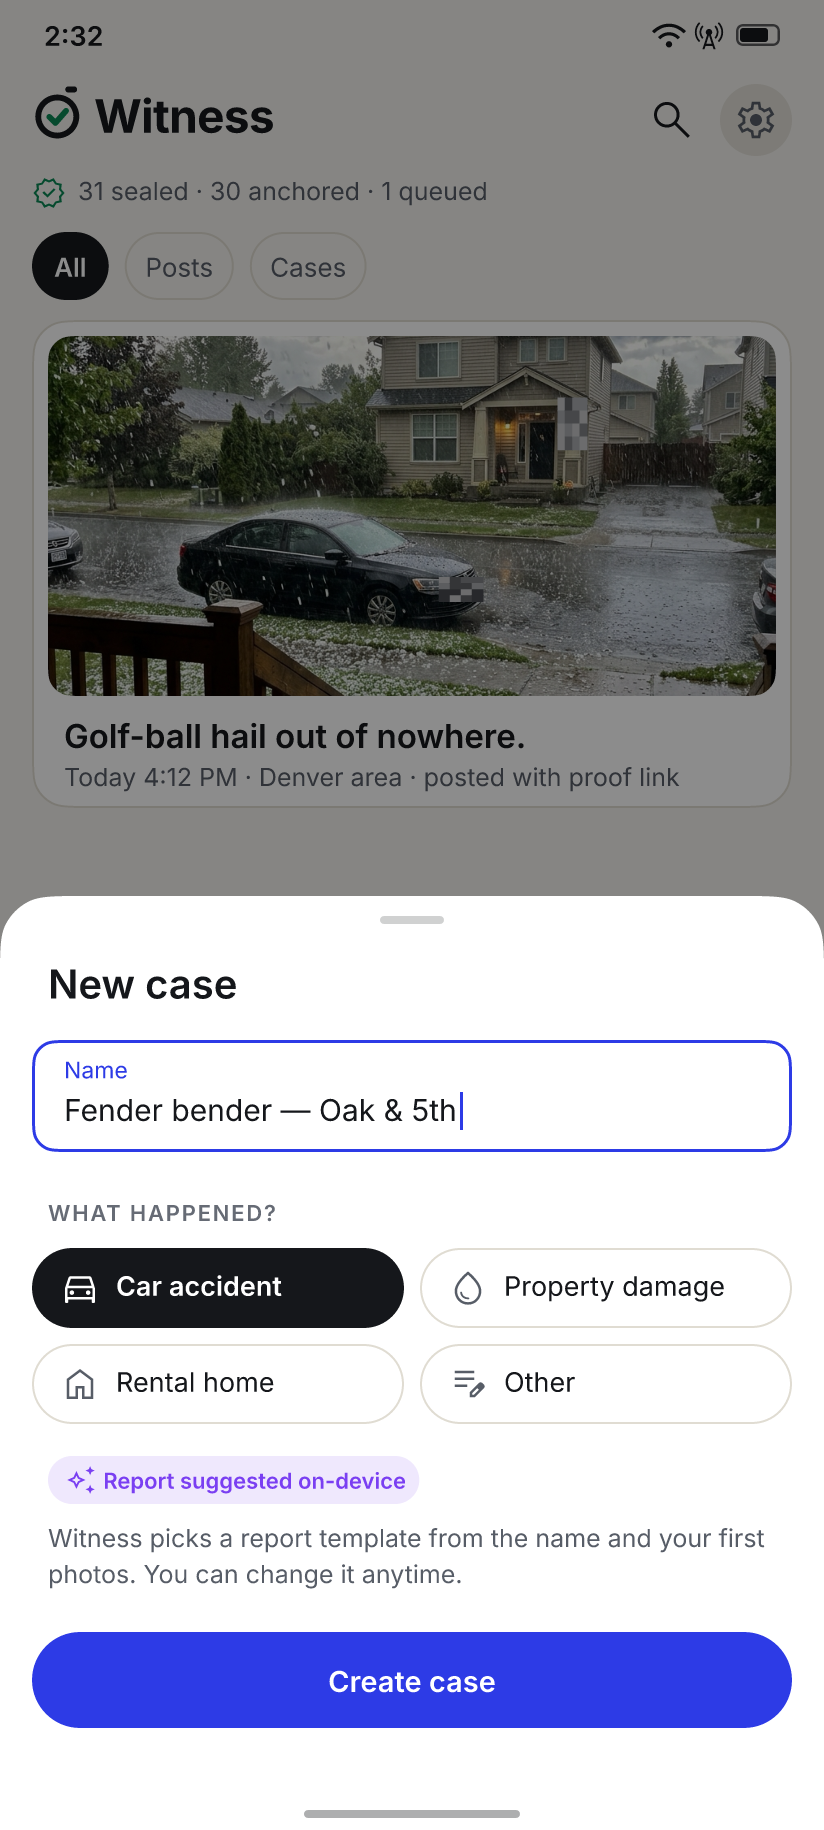 2:32
Witness
31 sealed · 30 anchored · 1 queued
All
Posts
Cases
Golf-ball hail out of nowhere.
Today 4:12 PM · Denver area · posted with proof link
New case
Name
Fender bender — Oak & 5th
WHAT HAPPENED?
Car accident
Property damage
Rental home
Other
Report suggested on-device
Witness picks a report template from the name and your first
photos. You can change it anytime.
Create case